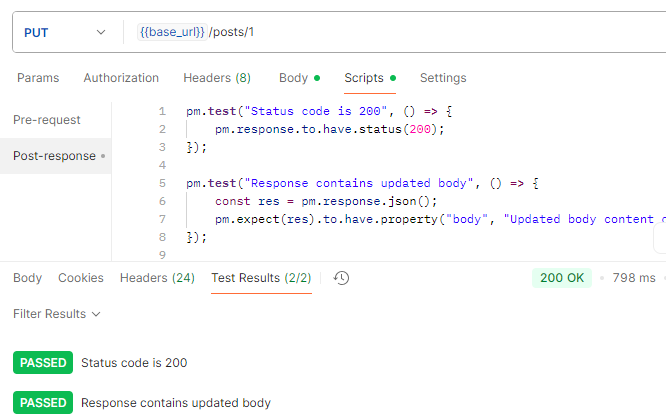 PUT {{base_url}} /posts/1
Params Authorization Headers (8) Body Scripts Settings
Pre-request
Post-response
1 pm.test("Status code is 200", () => {
2 pm.response.to.have.status(200);
3 });
4
5 pm.test("Response contains updated body", () => {
6 const res = pm.response.json();
7 pm.expect(res).to.have.property("body", "Updated body content
8 });
9
Body Cookies Headers (24) Test Results (2/2) 200 OK • 798 ms
Filter Results
PASSED Status code is 200
PASSED Response contains updated body